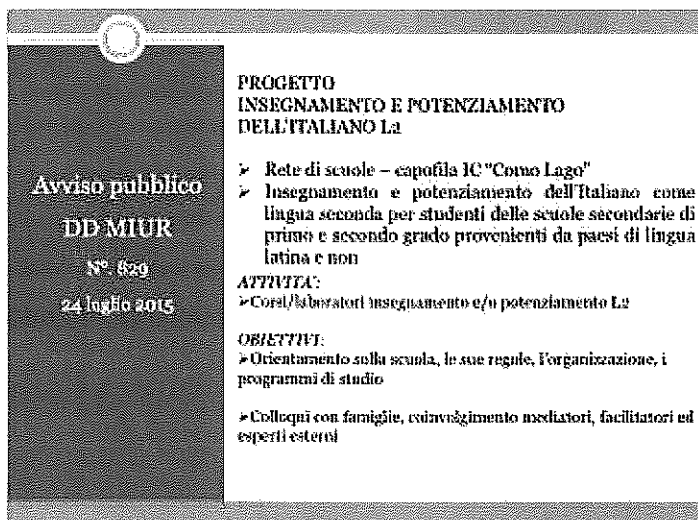 Avviso pubblico
DD MIUR
N°. 829
24 luglio 2015
PROGETTO
INSEGNAMENTO E POTENZIAMENTO
DELL'ITALIANO L2
➢ Rete di scuole – capofila IC "Como Lago"
➢ Insegnamento e potenziamento dell'Italiano come
lingua seconda per studenti delle scuole secondarie di
primo e secondo grado provenienti da paesi di lingua
latina e non
ATTIVITA':
➢Corsi/laboratori insegnamento e/o potenziamento L2
OBIETTIVI:
➢Orientamento sulla scuola, le sue regole, l'organizzazione, i
programmi di studio
➢Colloqui con famiglie, coinvolgimento mediatori, facilitatori ed
esperti esterni